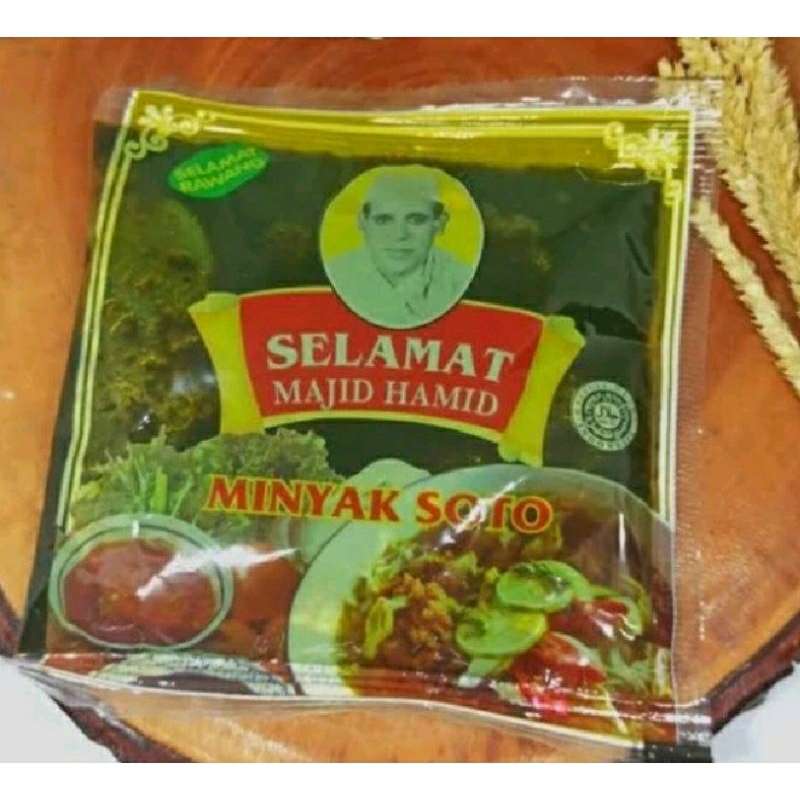 SELAMAT
RAWANG
SELAMAT
MAJID HAMID
MINYAK SOTO